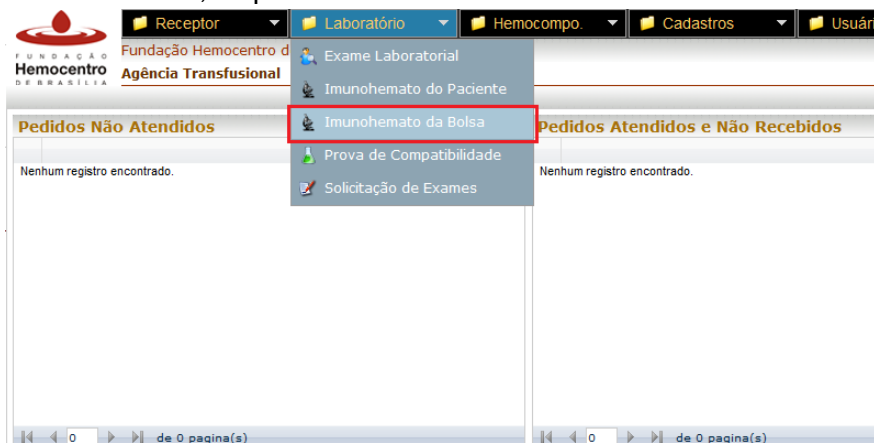 Receptor
Laboratório
Hemocompo.
Cadastros
Usuári
FUNDAÇÃO
Hemocentro
DE BRASÍLIA
Fundação Hemocentro d
Agência Transfusional
Exame Laboratorial
Imunohemato do Paciente
Imunohemato da Bolsa
Prova de Compatibilidade
Solicitação de Exames
Pedidos Não Atendidos
Nenhum registro encontrado.
0 de 0 pagina(s)
Pedidos Atendidos e Não Recebidos
Nenhum registro encontrado.
0 de 0 pagina(s)